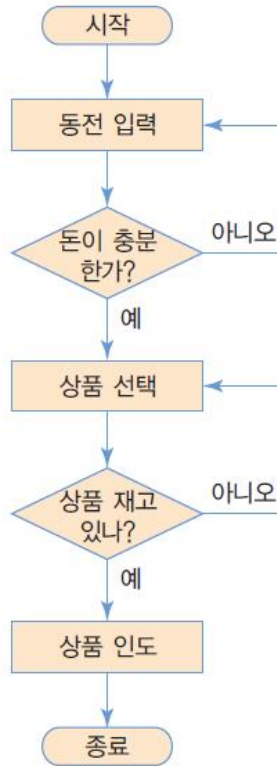 시작
동전 입력
돈이 충분
한가?
아니오
예
상품 선택
상품 재고
있나?
아니오
예
상품 인도
종료